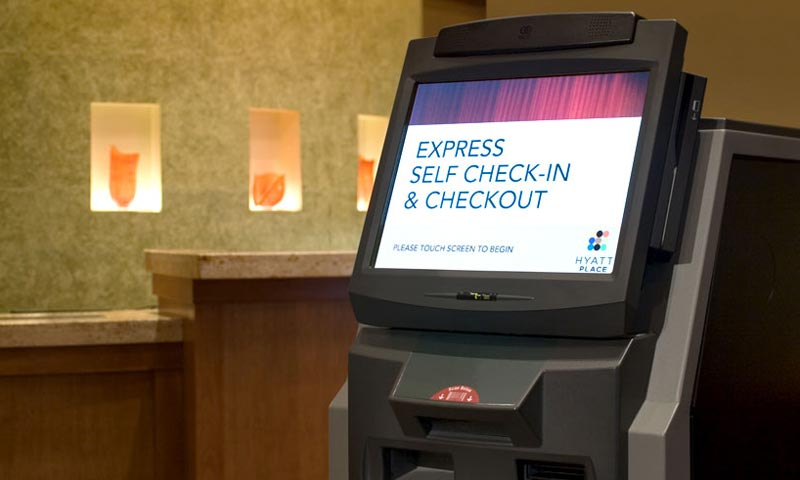 EXPRESS
SELF CHECK-IN
& CHECKOUT
PLEASE TOUCH SCREEN TO BEGIN
HYATT
PLACE